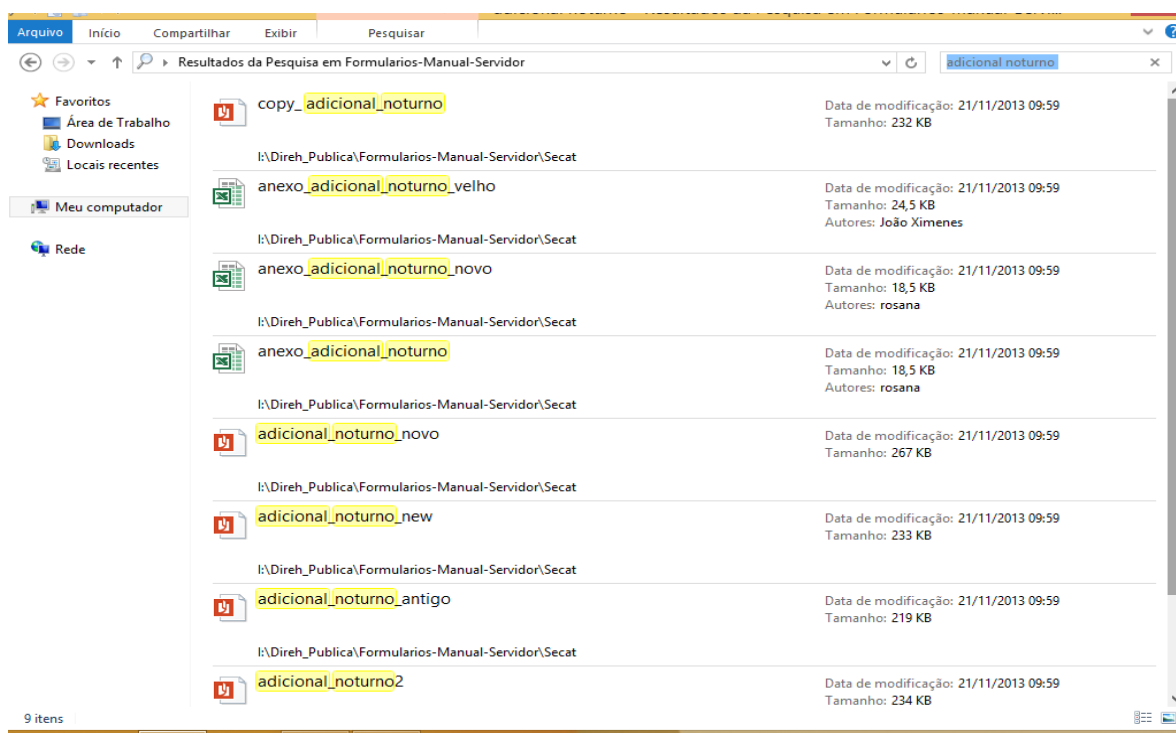 Arquivo Início Compartilhar Exibir Pesquisar
Resultados da Pesquisa em Formularios-Manual-Servidor adicional noturno
Favoritos
Área de Trabalho
Downloads
Locais recentes
Meu computador
Rede
copy_adicional_noturno
Data de modificação: 21/11/2013 09:59
Tamanho: 232 KB
I:\Direh_Publica\Formularios-Manual-Servidor\Secat
anexo_adicional_noturno_velho
Data de modificação: 21/11/2013 09:59
Tamanho: 24,5 KB
Autores: João Ximenes
I:\Direh_Publica\Formularios-Manual-Servidor\Secat
anexo_adicional_noturno_novo
Data de modificação: 21/11/2013 09:59
Tamanho: 18,5 KB
Autores: rosana
I:\Direh_Publica\Formularios-Manual-Servidor\Secat
anexo_adicional_noturno
Data de modificação: 21/11/2013 09:59
Tamanho: 18,5 KB
Autores: rosana
I:\Direh_Publica\Formularios-Manual-Servidor\Secat
adicional_noturno_novo
Data de modificação: 21/11/2013 09:59
Tamanho: 267 KB
I:\Direh_Publica\Formularios-Manual-Servidor\Secat
adicional_noturno_new
Data de modificação: 21/11/2013 09:59
Tamanho: 233 KB
I:\Direh_Publica\Formularios-Manual-Servidor\Secat
adicional_noturno_antigo
Data de modificação: 21/11/2013 09:59
Tamanho: 219 KB
I:\Direh_Publica\Formularios-Manual-Servidor\Secat
adicional_noturno2
Data de modificação: 21/11/2013 09:59
Tamanho: 234 KB
9 itens